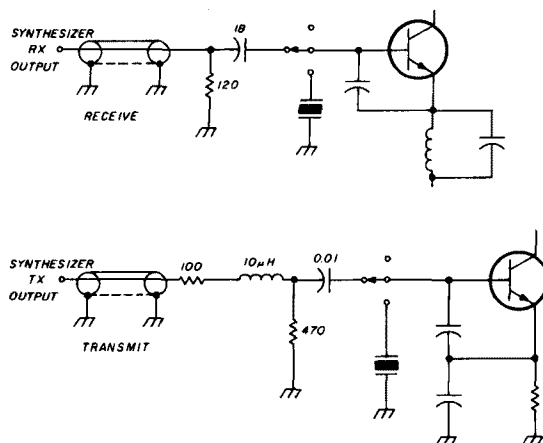 SYNTHESIZER
RX
OUTPUT
18
120
RECEIVE
SYNTHESIZER
TX
OUTPUT
100
10μH
0.01
470
TRANSMIT